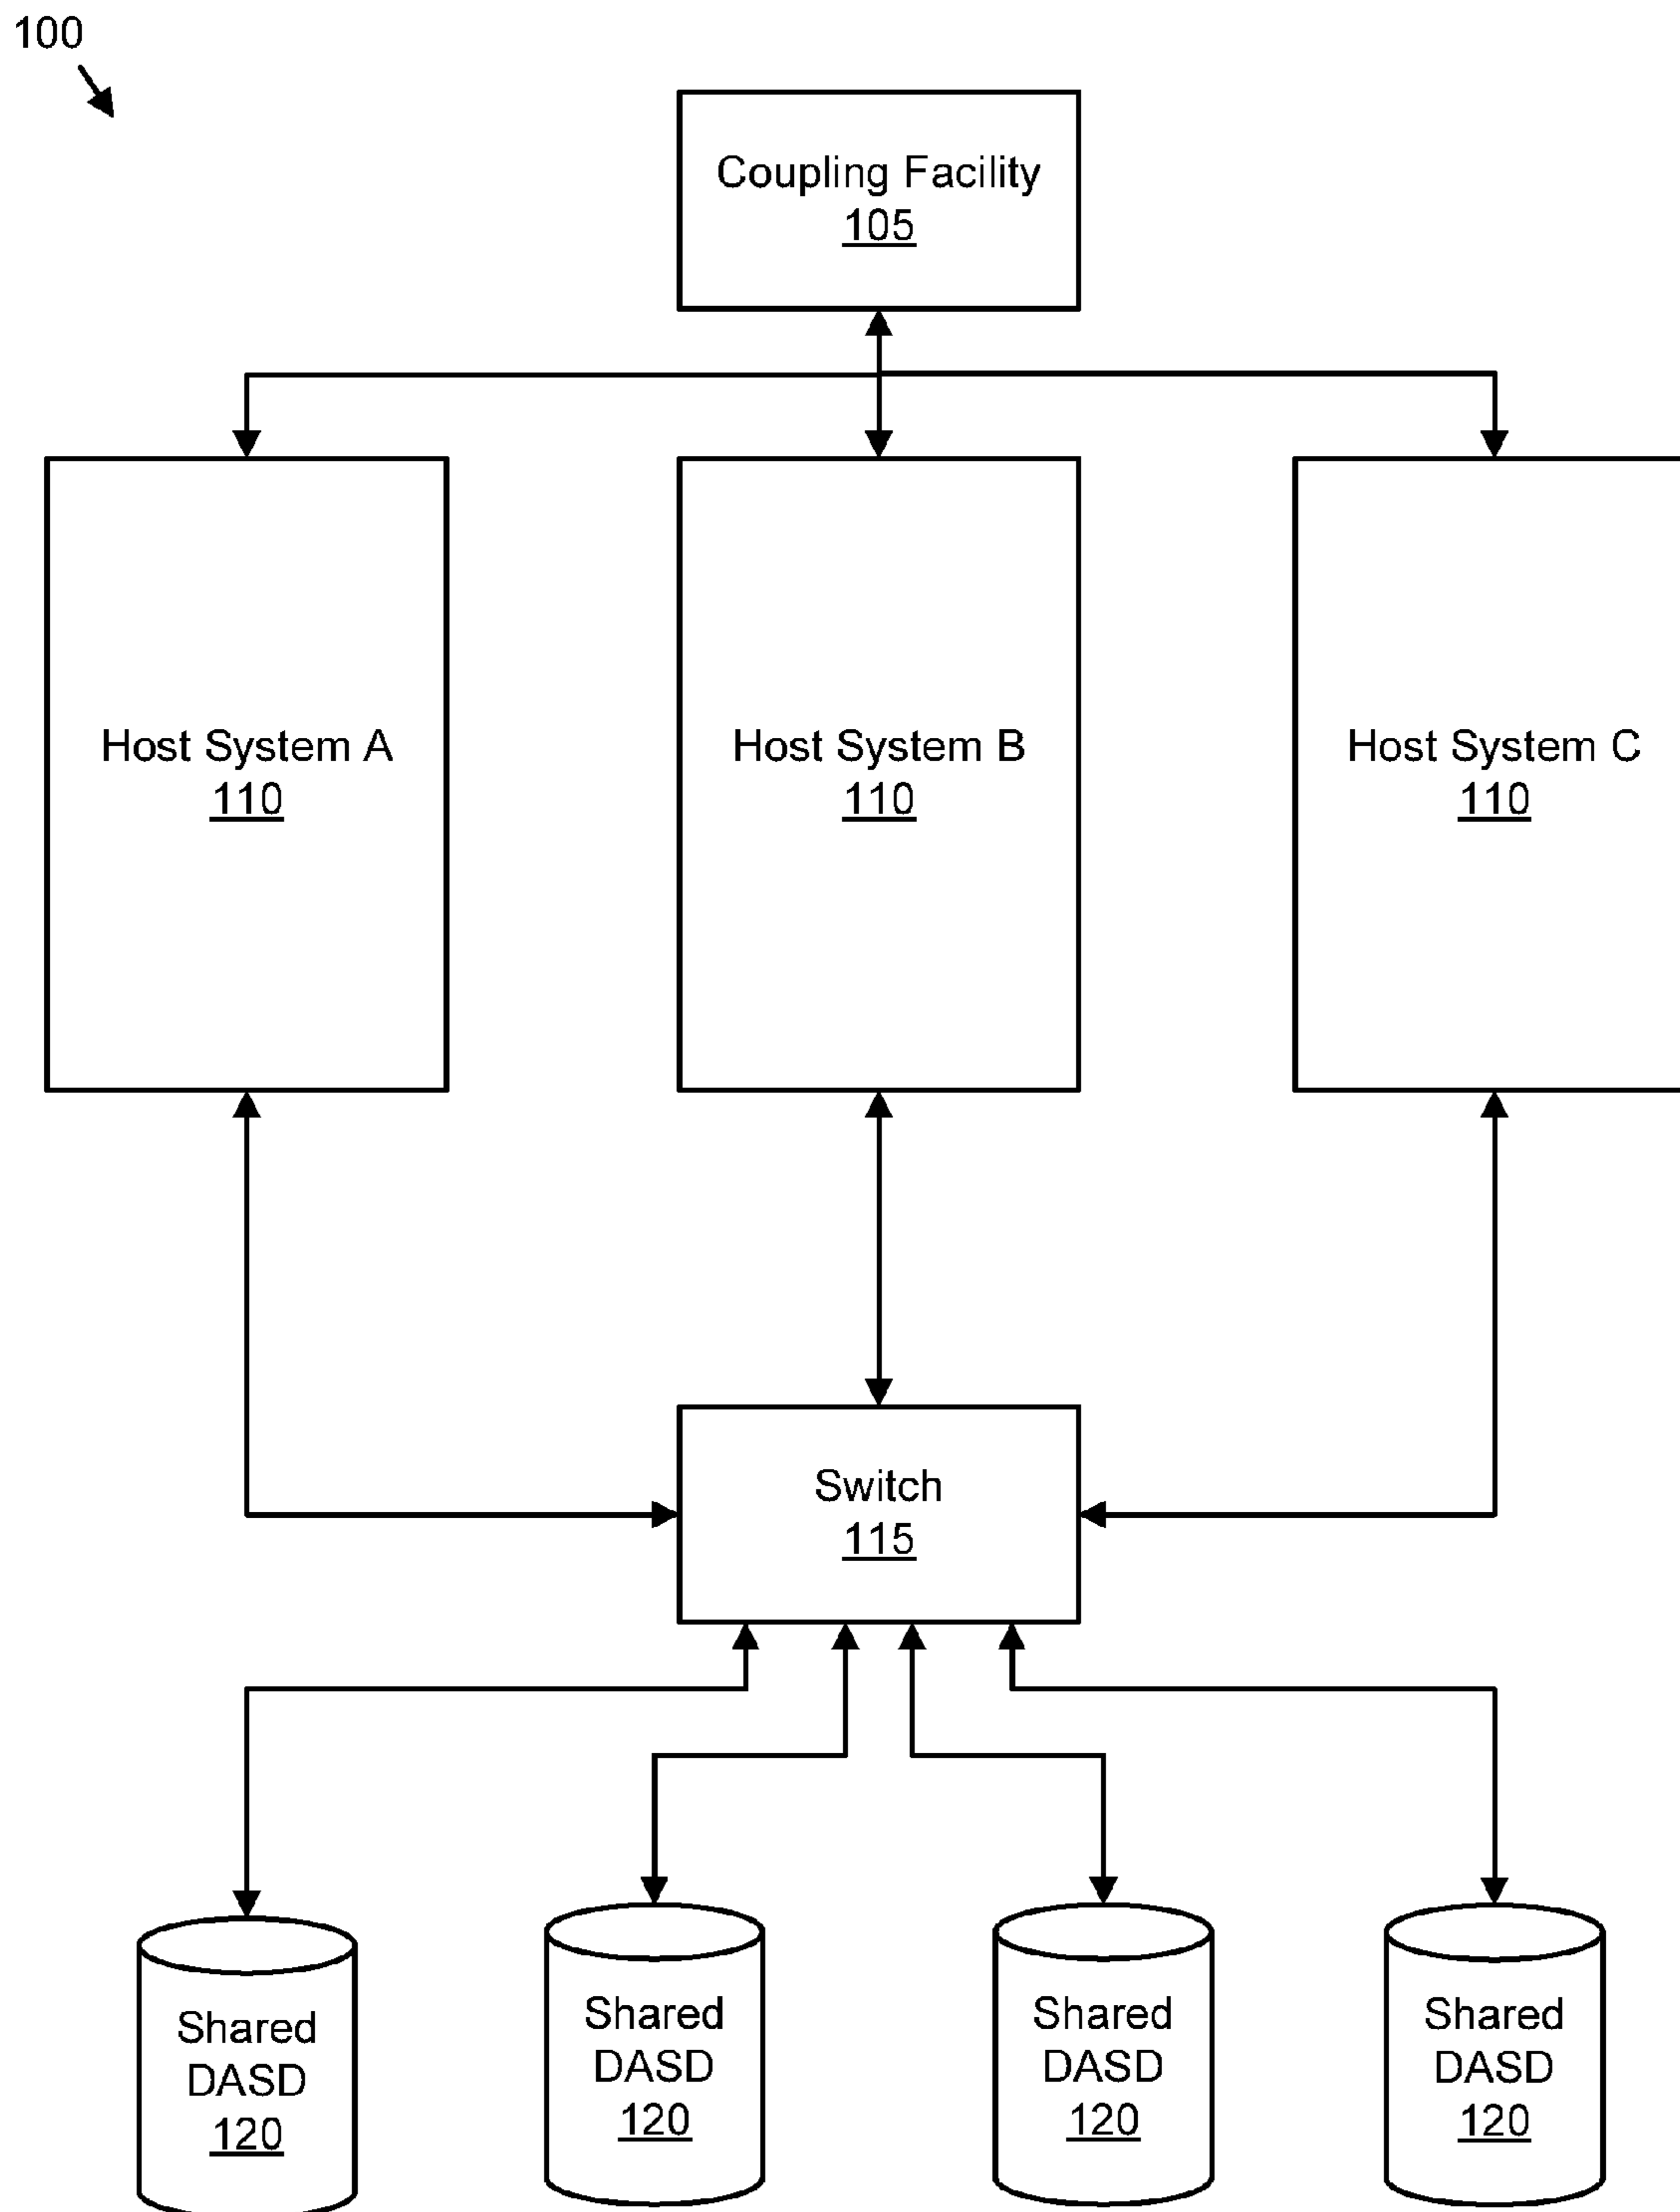 100
Coupling Facility
105
Host System A
110
Host System B
110
Host System C
110
Switch
115
Shared
DASD
120
Shared
DASD
120
Shared
DASD
120
Shared
DASD
120